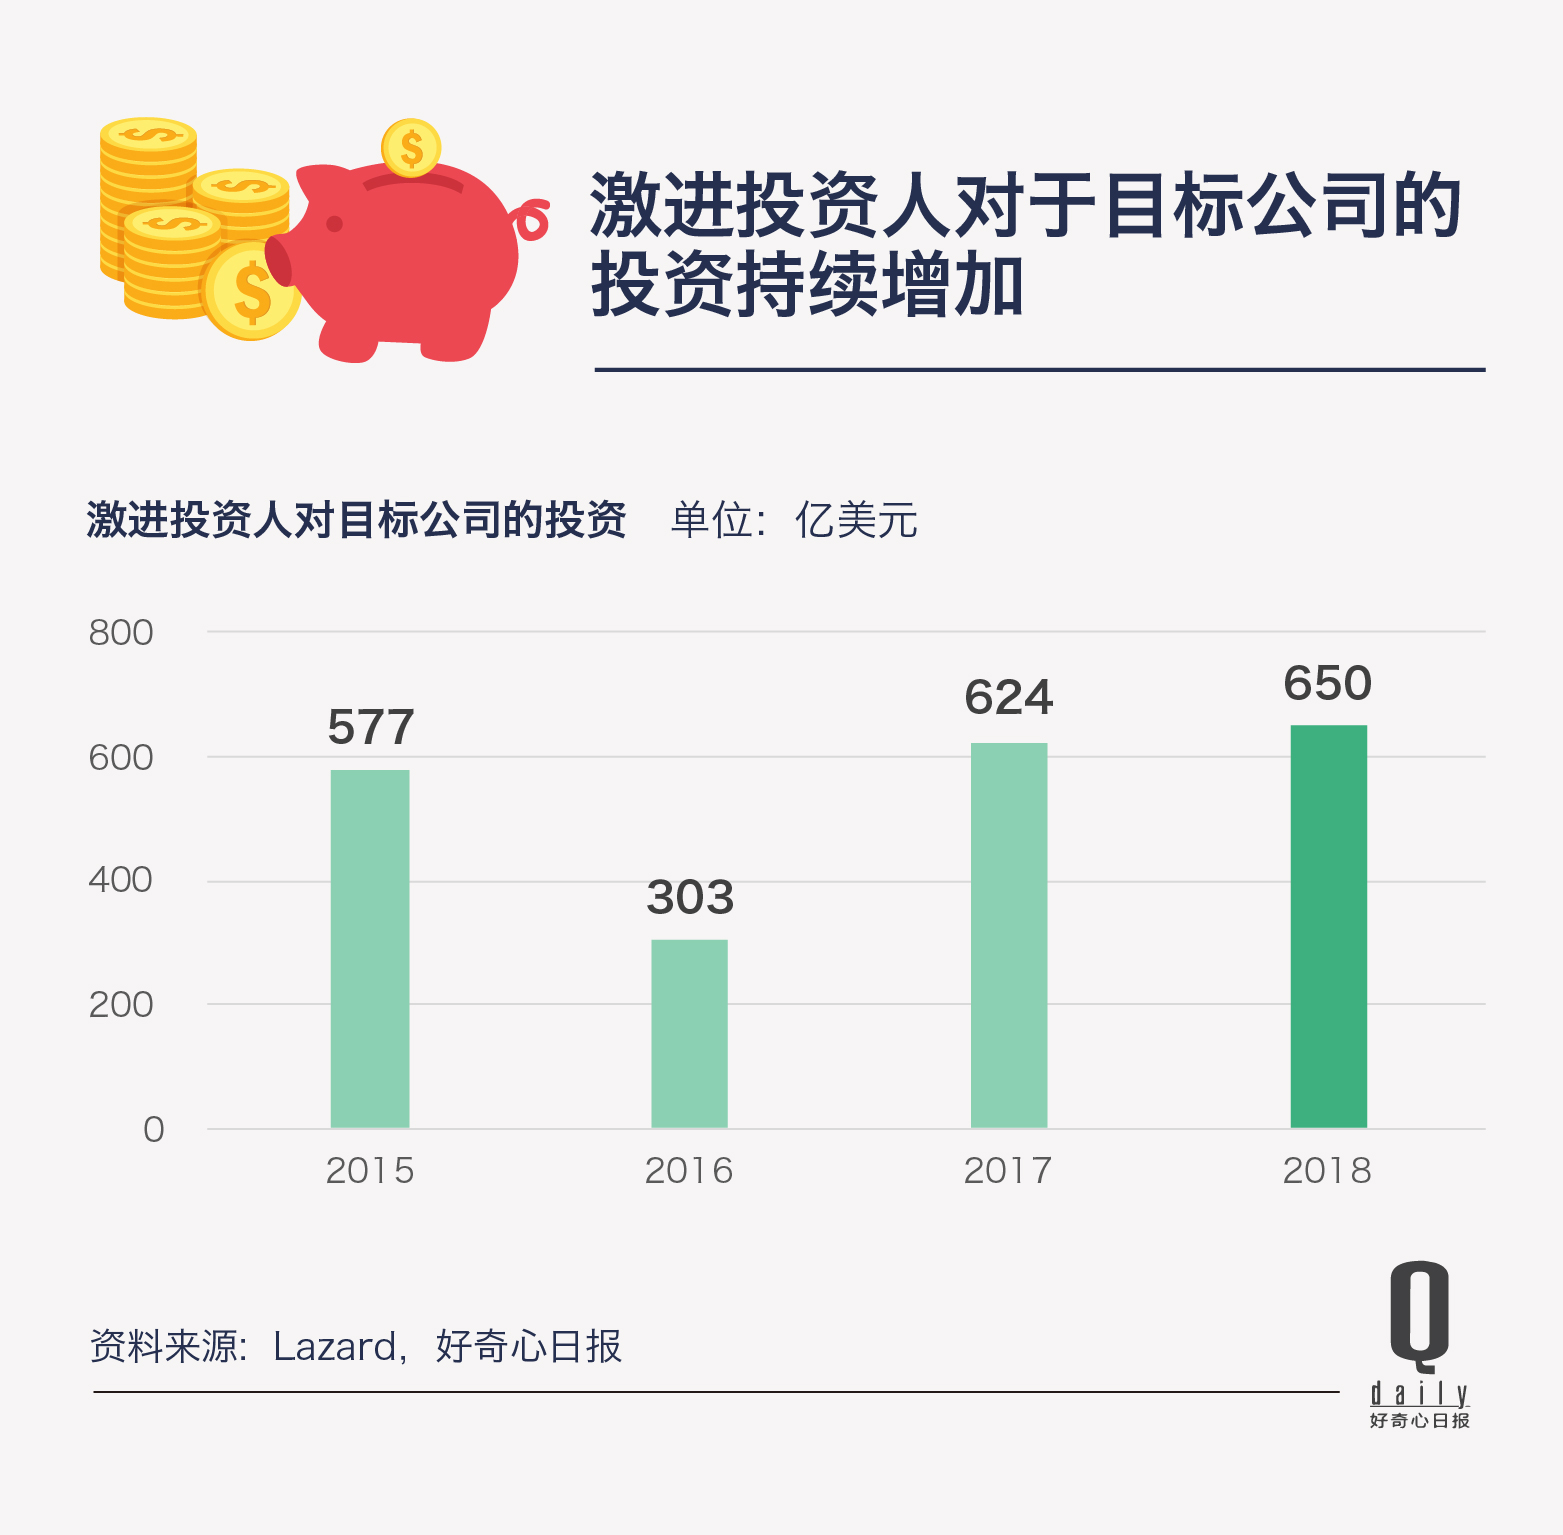 激进投资人对于目标公司的
投资持续增加
激进投资人对目标公司的投资 单位：亿美元
800
600
400
200
0
577
303
624
650
2015 2016 2017 2018
资料来源：Lazard，好奇心日报
Q
daily
好奇心日报